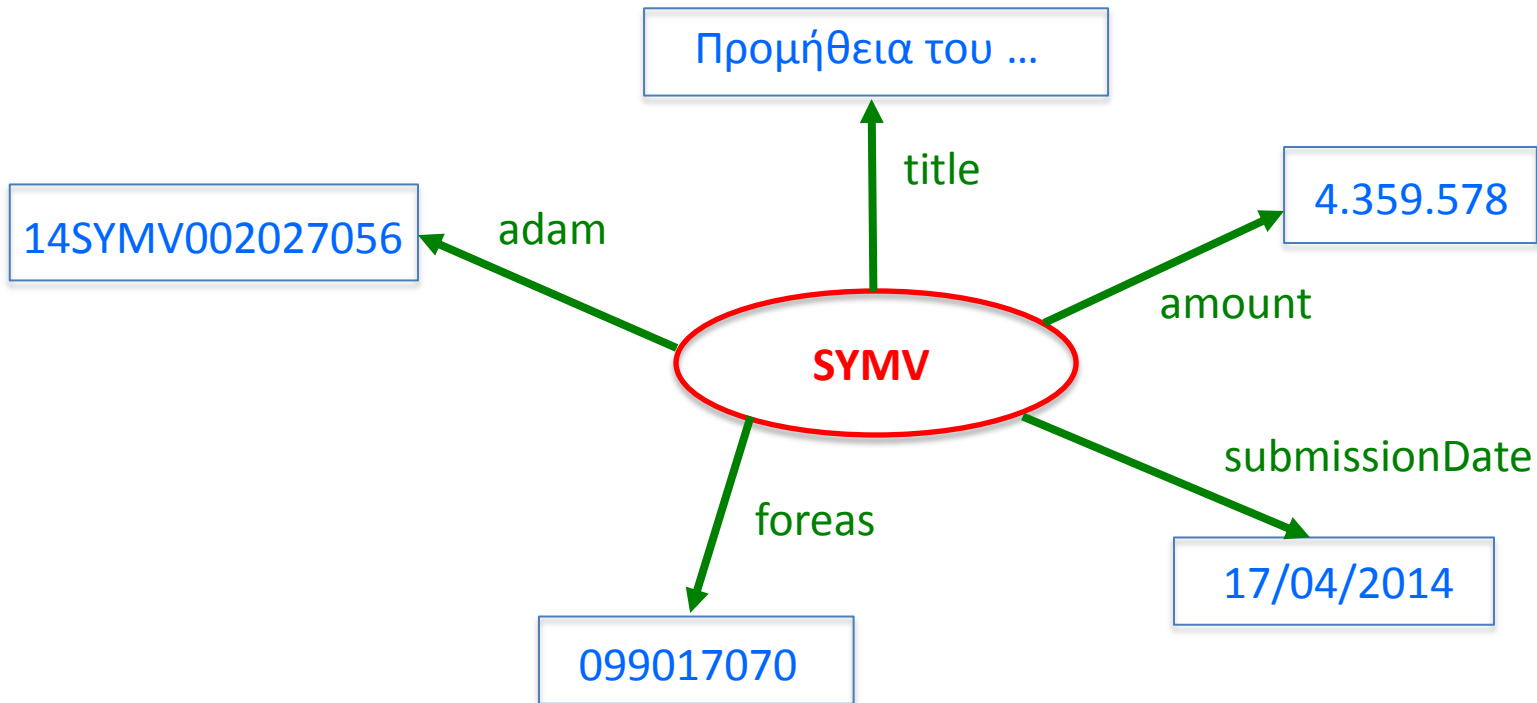 Προμήθεια του ...
title
4.359.578
14SYMV002027056
adam
amount
SYMV
submissionDate
foreas
17/04/2014
099017070